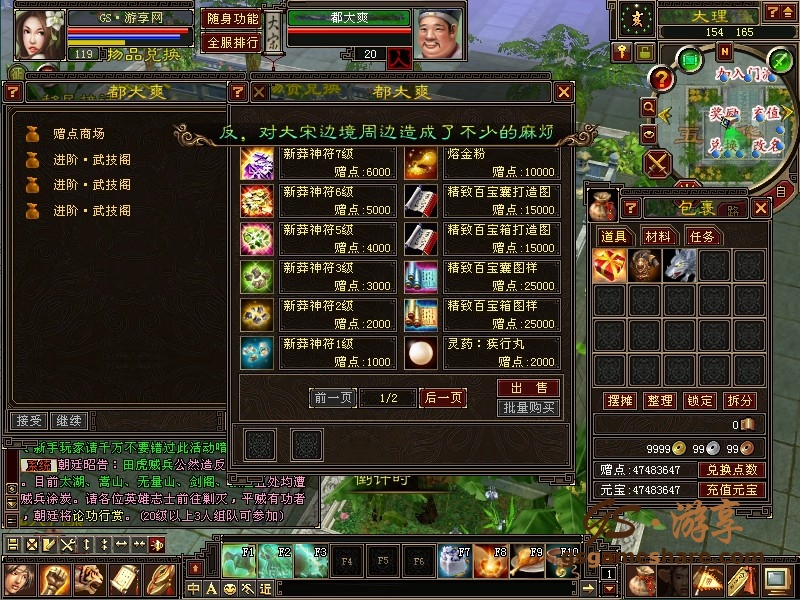 GS·游享网
119
物品兑换
随身功能
全服排行
大宗
都大爽
20
人
亥
大理
154 165
加入门派
奖励
充值
兑换
改名
自
都大爽
赠点商场
进阶·武技阁
进阶·武技阁
进阶·武技阁
接受
继续
都大爽
反，对大宋边境周边造成了不少的麻烦
新莽神符7级
赠点:6000
熔金粉
赠点:10000
新莽神符6级
赠点:5000
精致百宝囊打造图
赠点:15000
新莽神符5级
赠点:4000
精致百宝箱打造图
赠点:15000
新莽神符3级
赠点:3000
精致百宝囊图样
赠点:25000
新莽神符2级
赠点:2000
精致百宝箱图样
赠点:25000
新莽神符1级
赠点:1000
灵药：疾行丸
赠点:2000
前一页
1/2
后一页
出 售
批量购买
包裹
道具
材料
任务
摆摊
整理
锁定
拆分
0
9999
99
99
赠点:47483647
兑换点数
元宝:47483647
充值元宝
、新手玩家请千万不要错过此活动
系统
朝廷昭告：田虎贼兵公然造反
。目前太湖、嵩山、无量山、剑阁、
处均遭
贼兵涂炭。请各位英雄志士前往剿灭，平贼有功者
，朝廷将论功行赏。(20级以上3人组队可参加)
倒计时
F1
F2
F3
F4
F5
F6
F7
F8
F9
F10
中
A
近
1
GS·游享